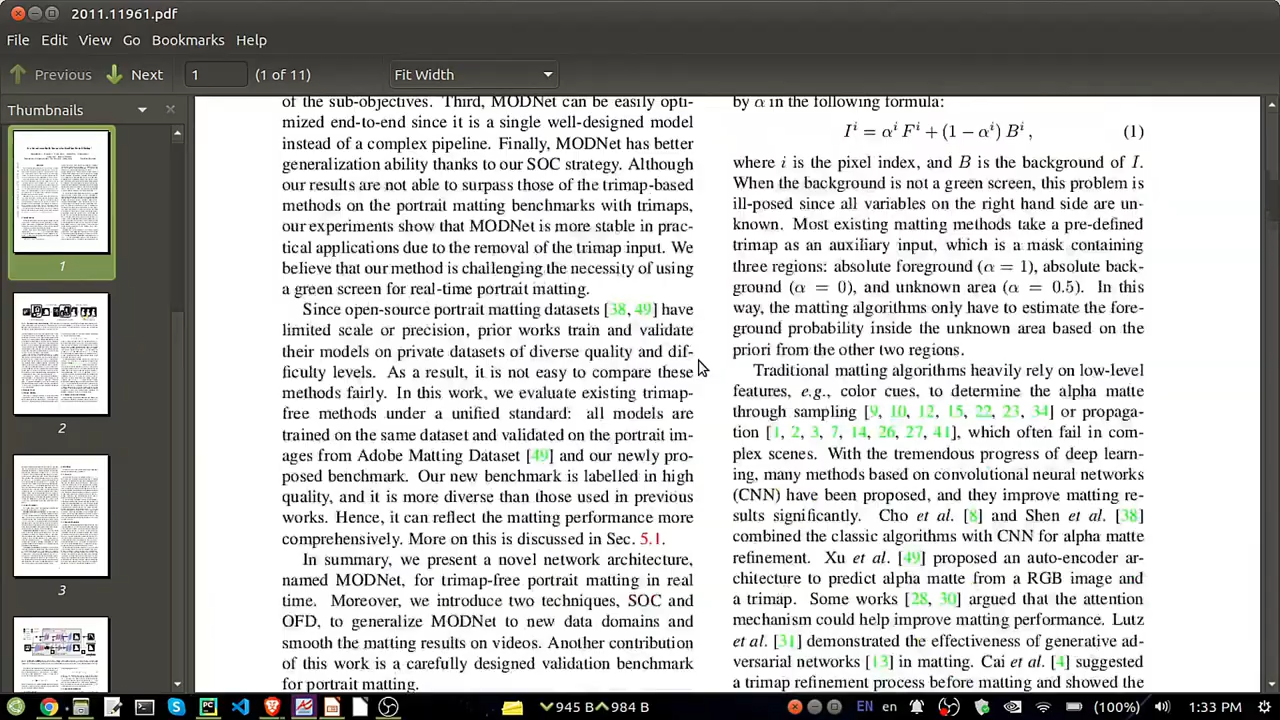 2011.11961.pdf
File Edit View Go Bookmarks Help
Previous Next 1 (1 of 11) Fit Width
Thumbnails
1
2
3
of the sub-objectives. Third, MODNet can be easily opti-
mized end-to-end since it is a single well-designed model
instead of a complex pipeline. Finally, MODNet has better
generalization ability thanks to our SOC strategy. Although
our results are not able to surpass those of the trimap-based
methods on the portrait matting benchmarks with trimaps,
our experiments show that MODNet is more stable in prac-
tical applications due to the removal of the trimap input. We
believe that our method is challenging the necessity of using
a green screen for real-time portrait matting.
Since open-source portrait matting datasets [38, 49] have
limited scale or precision, prior works train and validate
their models on private datasets of diverse quality and dif-
ficulty levels. As a result, it is not easy to compare these
methods fairly. In this work, we evaluate existing trimap-
free methods under a unified standard: all models are
trained on the same dataset and validated on the portrait im-
ages from Adobe Matting Dataset [49] and our newly pro-
posed benchmark. Our new benchmark is labelled in high
quality, and it is more diverse than those used in previous
works. Hence, it can reflect the matting performance more
comprehensively. More on this is discussed in Sec. 5.1.
In summary, we present a novel network architecture,
named MODNet, for trimap-free portrait matting in real
time. Moreover, we introduce two techniques, SOC and
OFD, to generalize MODNet to new data domains and
smooth the matting results on videos. Another contribution
of this work is a carefully designed validation benchmark
for portrait matting.
by α in the following formula:
Iⁱ = αⁱ Fⁱ + (1 − αⁱ) Bⁱ , (1)
where i is the pixel index, and B is the background of I.
When the background is not a green screen, this problem is
ill-posed since all variables on the right hand side are un-
known. Most existing matting methods take a pre-defined
trimap as an auxiliary input, which is a mask containing
three regions: absolute foreground (α = 1), absolute back-
ground (α = 0), and unknown area (α = 0.5). In this
way, the matting algorithms only have to estimate the fore-
ground probability inside the unknown area based on the
priori from the other two regions.
Traditional matting algorithms heavily rely on low-level
features, e.g., color cues, to determine the alpha matte
through sampling [9, 10, 12, 15, 22, 23, 34] or propaga-
tion [1, 2, 3, 7, 14, 26, 27, 41], which often fail in com-
plex scenes. With the tremendous progress of deep learn-
ing, many methods based on convolutional neural networks
(CNN) have been proposed, and they improve matting re-
sults significantly. Cho et al. [8] and Shen et al. [38]
combined the classic algorithms with CNN for alpha matte
refinement. Xu et al. [49] proposed an auto-encoder ar-
chitecture to predict alpha matte from a RGB image and
a trimap. Some works [28, 30] argued that the attention
mechanism could help improve matting performance. Lutz
et al. [31] demonstrated the effectiveness of generative ad-
versarial networks [13] in matting. Cai et al. [4] suggested
a trimap refinement process before matting and showed the
945 B 984 B EN en (100%) 1:33 PM